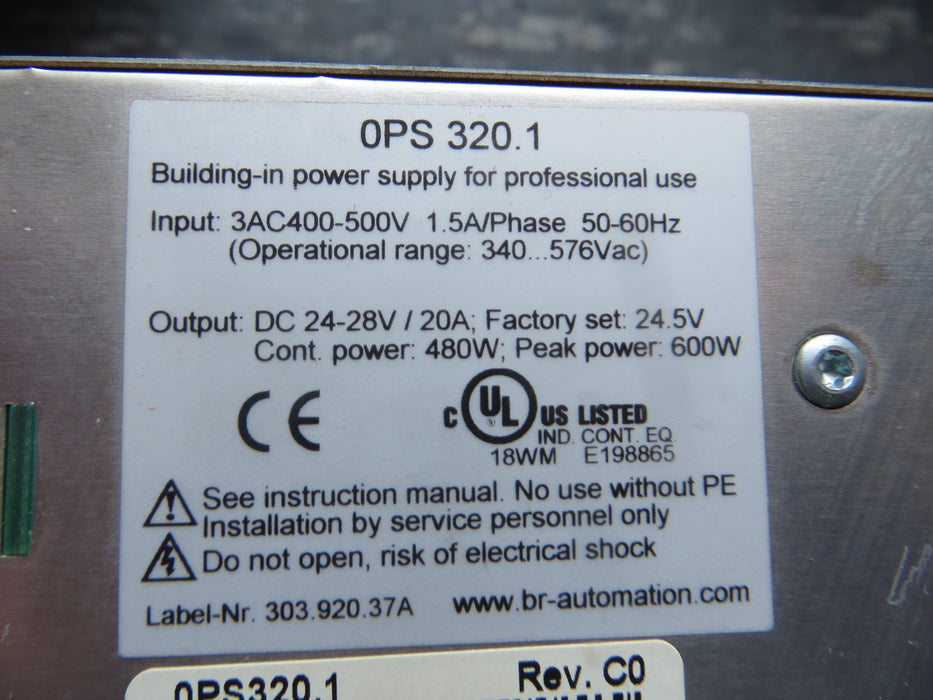 0PS 320.1
Building-in power supply for professional use
Input: 3AC400-500V 1.5A/Phase 50-60Hz
(Operational range: 340...576Vac)
Output: DC 24-28V / 20A; Factory set: 24.5V
Cont. power: 480W; Peak power: 600W
CE
C UL ® US LISTED
IND. CONT. EQ.
18WM E198865
See instruction manual. No use without PE
Installation by service personnel only
Do not open, risk of electrical shock
Label-Nr. 303.920.37A www.br-automation.com
0PS320.1 Rev. C0